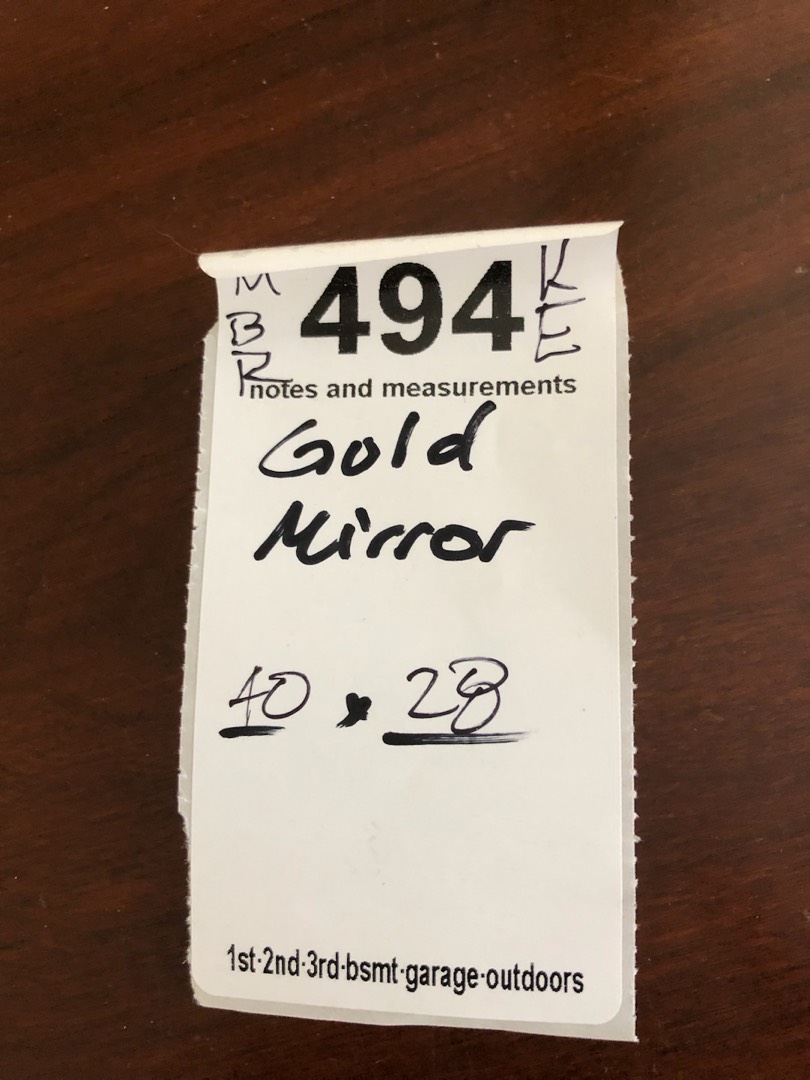 MBR 494 KE
notes and measurements
Gold
Mirror
40 x 28
1st·2nd·3rd·bsmt·garage·outdoors